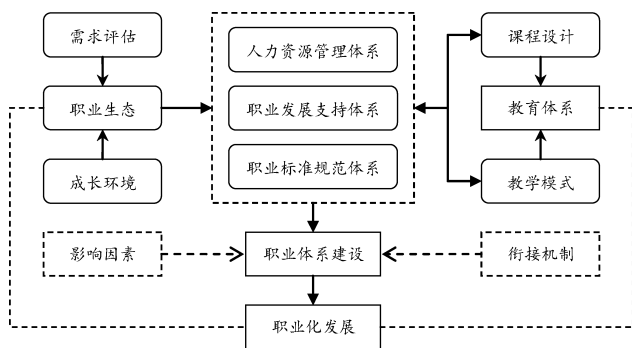 需求评估
人力资源管理体系
课程设计
职业生态
职业发展支持体系
教育体系
成长环境
职业标准规范体系
教学模式
影响因素
职业体系建设
衔接机制
职业化发展